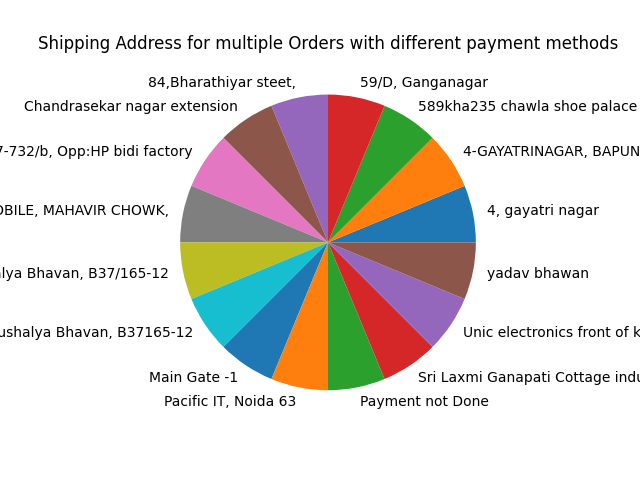 Shipping Address for multiple Orders with different payment methods
84,Bharathiyar steet,
59/D, Ganganagar
Chandrasekar nagar extension
589kha235 chawla shoe palace
7-732/b, Opp:HP bidi factory
4-GAYATRINAGAR, BAPUN
OBILE, MAHAVIR CHOWK,
4, gayatri nagar
alya Bhavan, B37/165-12
yadav bhawan
ushalya Bhavan, B37165-12
Unic electronics front of k
Main Gate -1
Sri Laxmi Ganapati Cottage indu
Pacific IT, Noida 63
Payment not Done